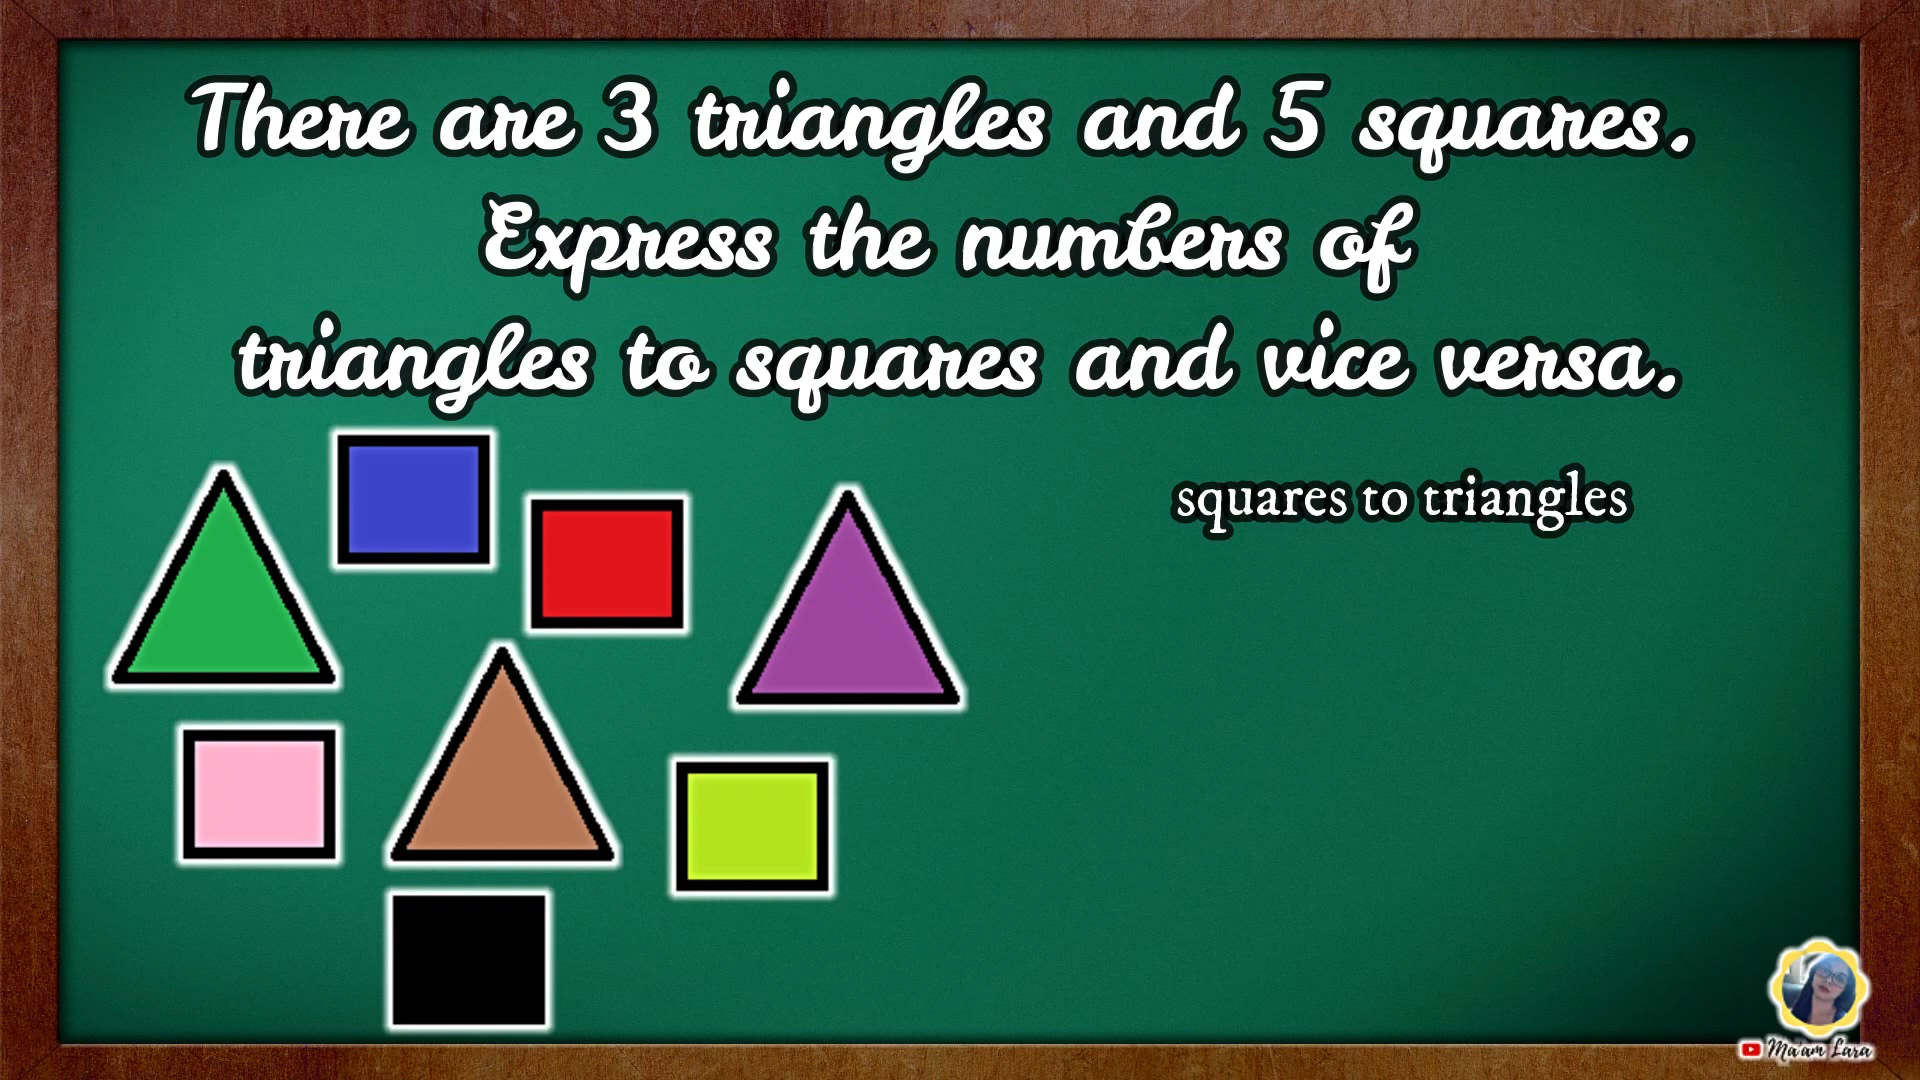 There are 3 triangles and 5 squares.
Express the numbers of
triangles to squares and vice versa.
squares to triangles
Ma'am Lara